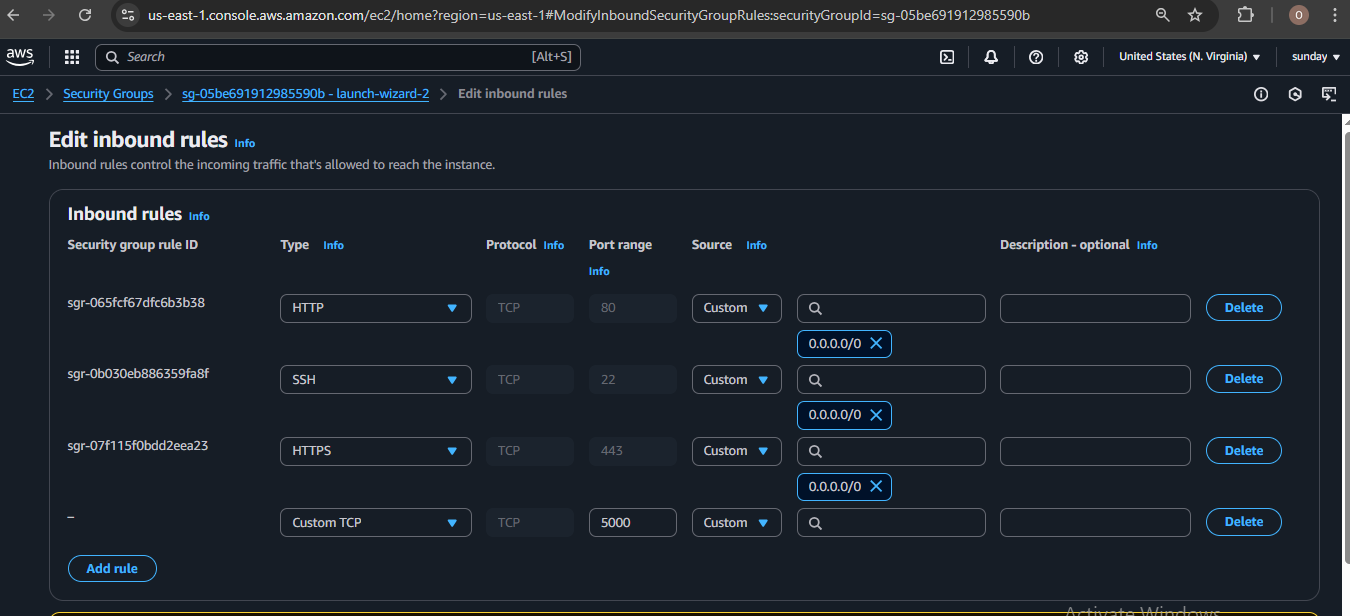 us-east-1.console.aws.amazon.com/ec2/home?region=us-east-1#ModifyInboundSecurityGroupRules:securityGroupId=sg-05be691912985590b
O
aws
Search [Alt+S]
United States (N. Virginia)
sunday
EC2 > Security Groups > sg-05be691912985590b - launch-wizard-2 > Edit inbound rules
Edit inbound rules Info
Inbound rules control the incoming traffic that's allowed to reach the instance.
Inbound rules Info
Security group rule ID Type Info Protocol Info Port range Info Source Info Description - optional Info
sgr-065fcf67dfc6b3b38 HTTP TCP 80 Custom Delete
0.0.0.0/0
sgr-0b030eb886359fa8f SSH TCP 22 Custom Delete
0.0.0.0/0
sgr-07f115f0bdd2eea23 HTTPS TCP 443 Custom Delete
0.0.0.0/0
– Custom TCP TCP 5000 Custom Delete
Add rule
Activate Windows